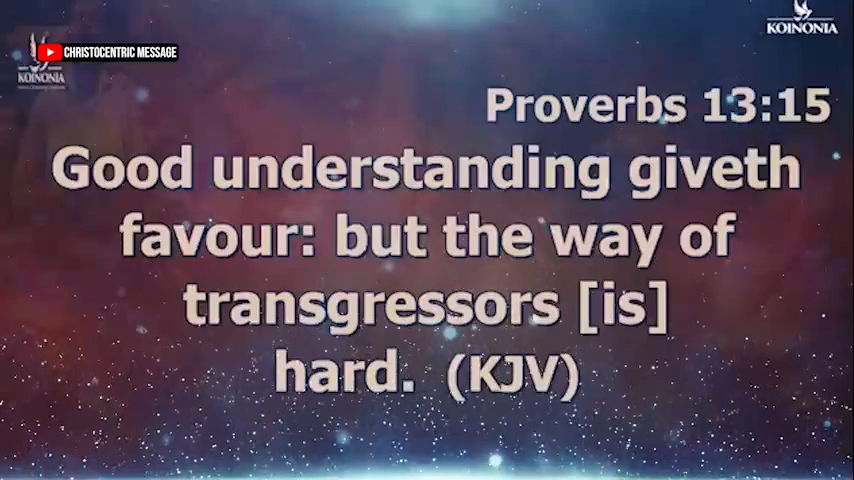 KOINONIA
CHRISTOCENTRIC MESSAGE
KOINONIA
Proverbs 13:15
Good understanding giveth
favour: but the way of
transgressors [is]
hard. (KJV)